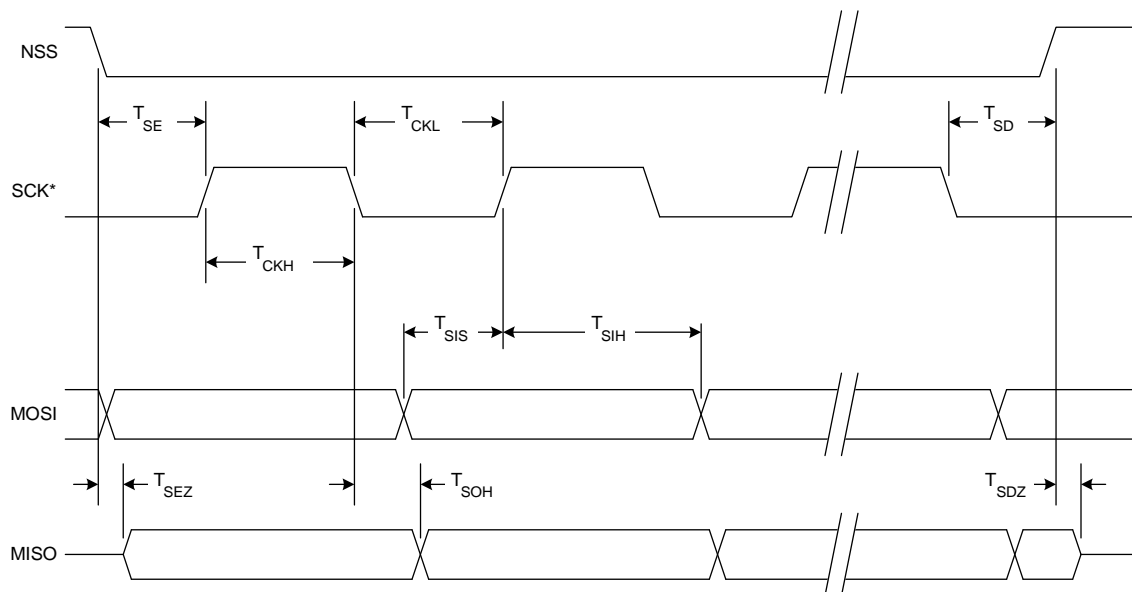 NSS
T_SE
T_CKL
T_SD
SCK*
T_CKH
T_SIS
T_SIH
MOSI
T_SEZ
T_SOH
T_SDZ
MISO